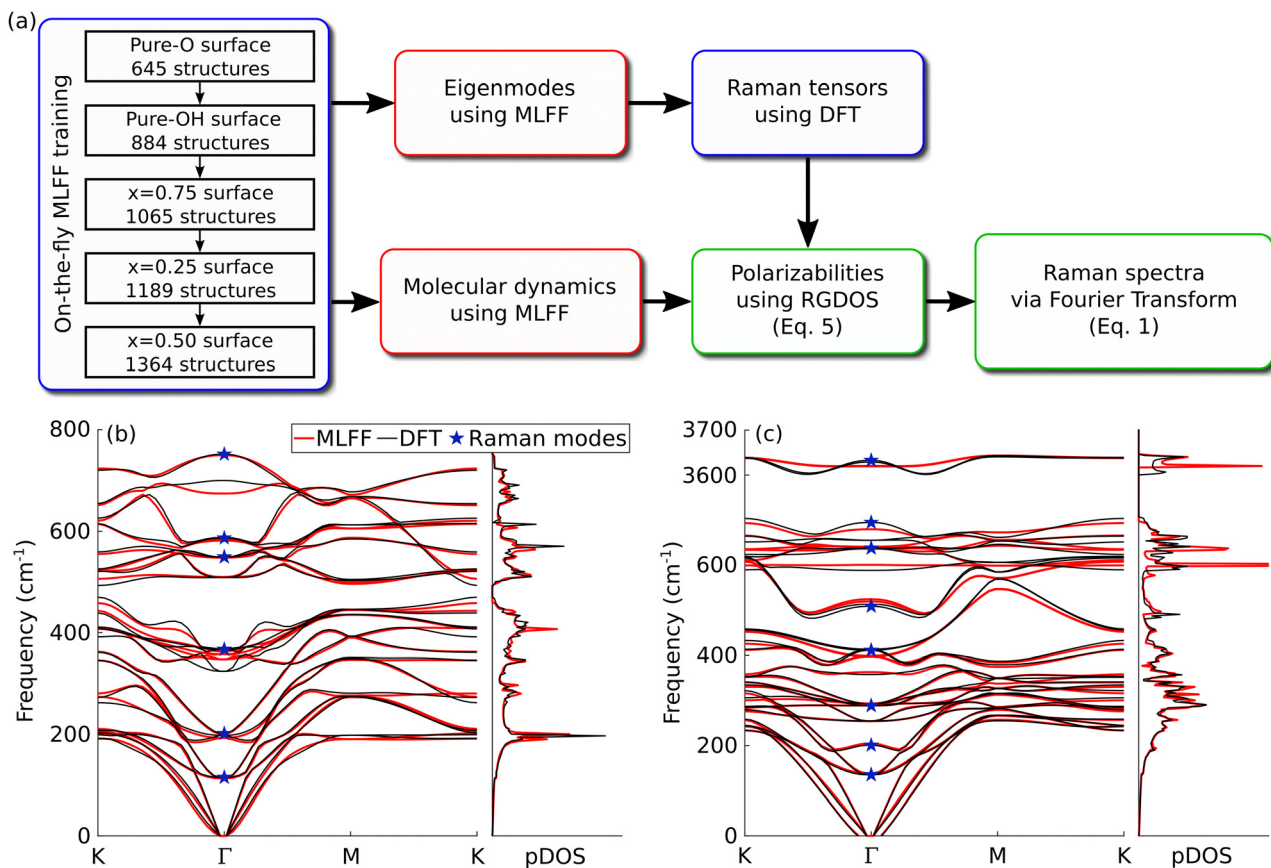 (a)
On-the-fly MLFF training
Pure-O surface
645 structures
Pure-OH surface
884 structures
x=0.75 surface
1065 structures
x=0.25 surface
1189 structures
x=0.50 surface
1364 structures
Eigenmodes
using MLFF
Raman tensors
using DFT
Molecular dynamics
using MLFF
Polarizabilities
using RGDOS
(Eq. 5)
Raman spectra
via Fourier Transform
(Eq. 1)
(b)
MLFF DFT Raman modes
Frequency (cm⁻¹)
800
600
400
200
0
K Γ M K pDOS
(c)
Frequency (cm⁻¹)
3700
3600
600
400
200
0
K Γ M K pDOS